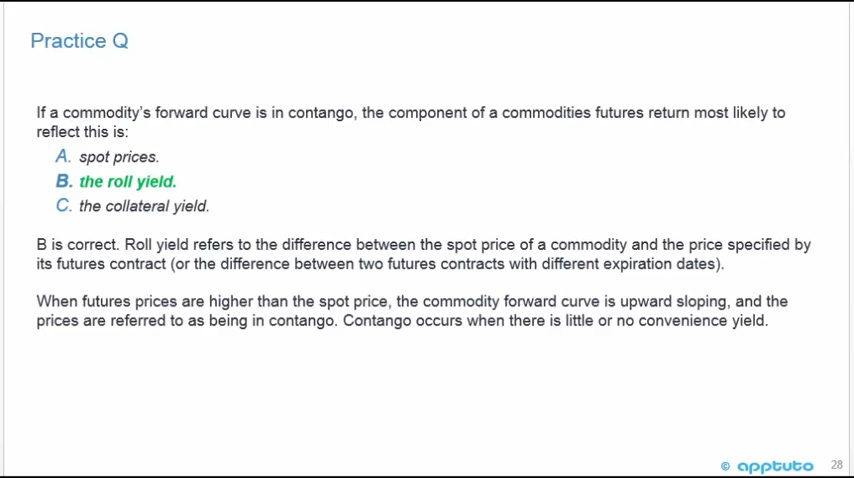 Practice Q
If a commodity's forward curve is in contango, the component of a commodities futures return most likely to
reflect this is:
A. spot prices.
B. the roll yield.
C. the collateral yield.
B is correct. Roll yield refers to the difference between the spot price of a commodity and the price specified by
its futures contract (or the difference between two futures contracts with different expiration dates).
When futures prices are higher than the spot price, the commodity forward curve is upward sloping, and the
prices are referred to as being in contango. Contango occurs when there is little or no convenience yield.
© apptuto 28